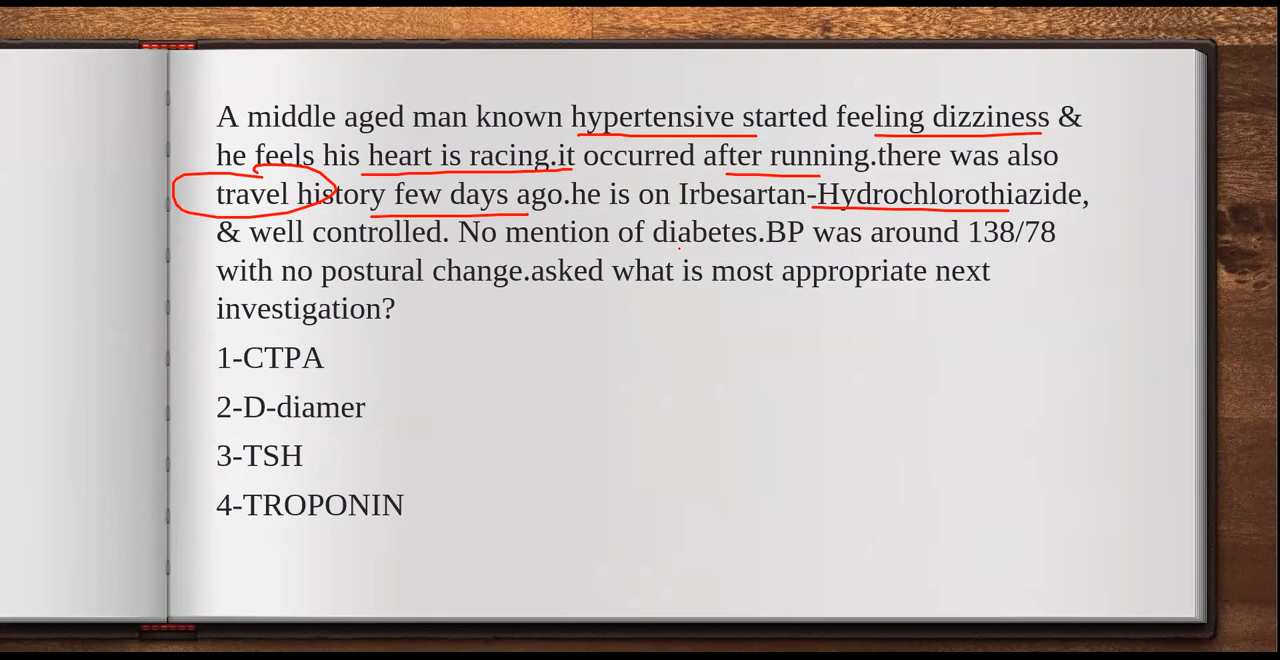 A middle aged man known hypertensive started feeling dizziness &
he feels his heart is racing.it occurred after running.there was also
travel history few days ago.he is on Irbesartan-Hydrochlorothiazide,
& well controlled. No mention of diabetes.BP was around 138/78
with no postural change.asked what is most appropriate next
investigation?
1-CTPA
2-D-diamer
3-TSH
4-TROPONIN